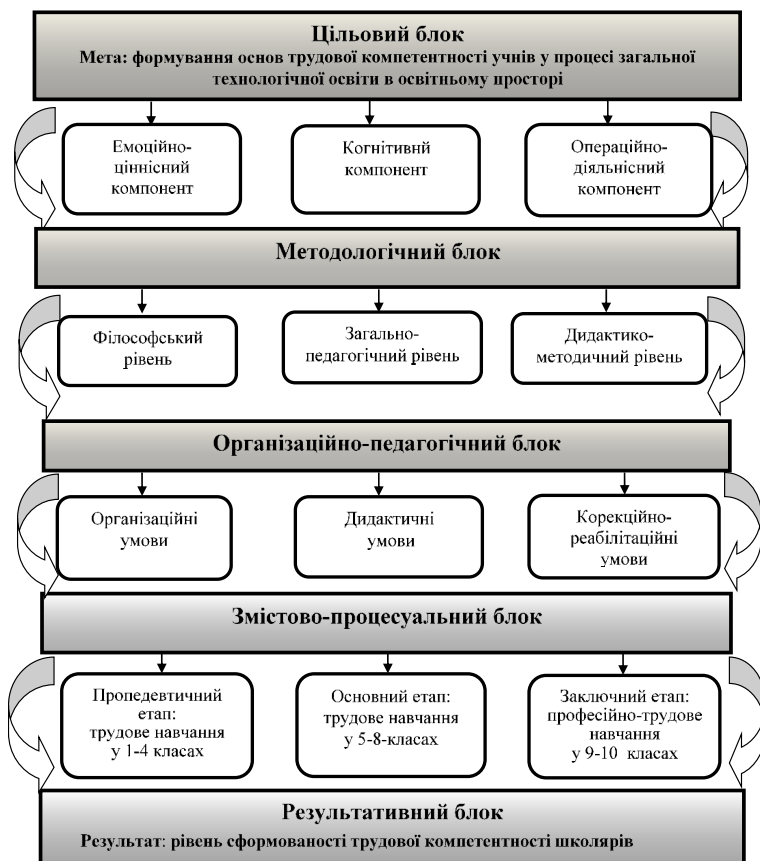 Цільовий блок
Мета: формування основ трудової компетентності учнів у процесі загальної
технологічної освіти в освітньому просторі
Емоційно-
ціннісний
компонент
Когнітивнй
компонент
Операційно-
діяльнісний
компонент
Методологічний блок
Філософський
рівень
Загально-
педагогічний рівень
Дидактико-
методичний рівень
Організаційно-педагогічний блок
Організаційні
умови
Дидактичні
умови
Корекційно-
реабілітаційні
умови
Змістово-процесуальний блок
Пропедевтичний
етап:
трудове навчання
у 1-4 класах
Основний етап:
трудове навчання
у 5-8-класах
Заключний етап:
професійно-трудове
навчання
у 9-10 класах
Результативний блок
Результат: рівень сформованості трудової компетентності школярів